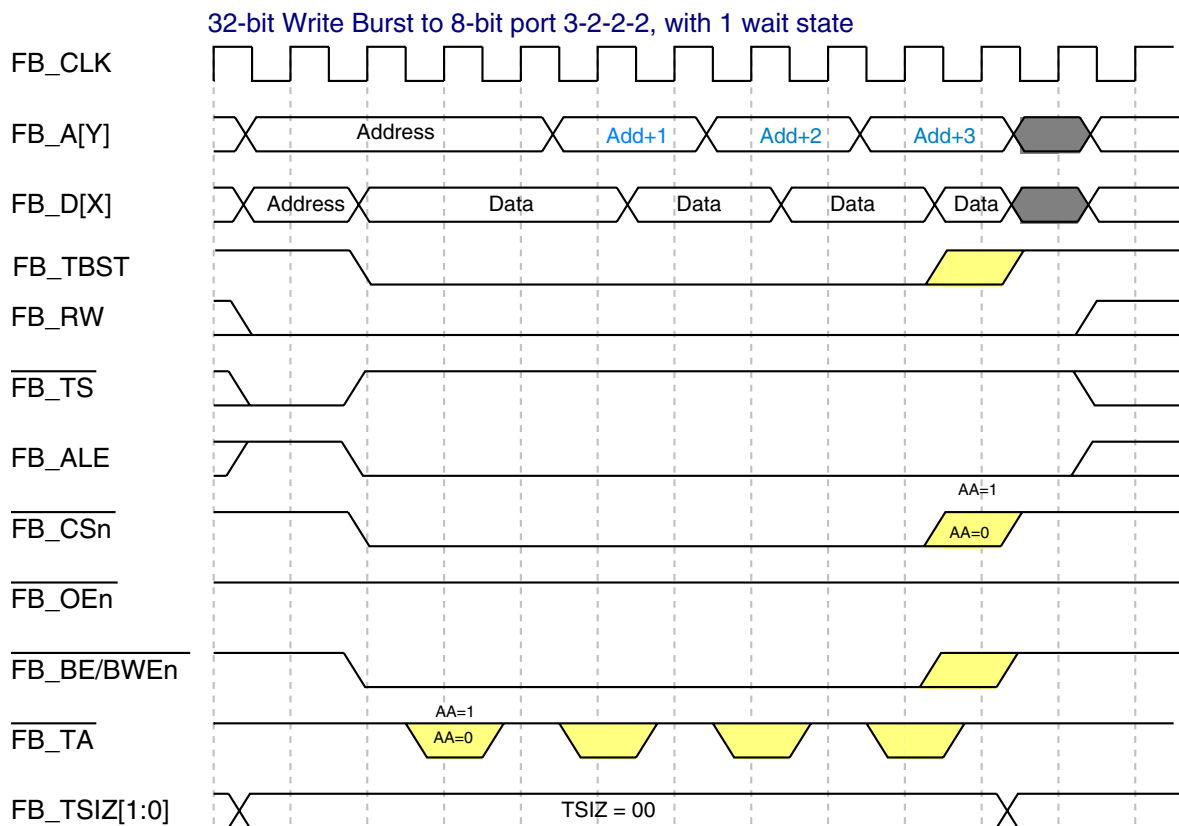 32-bit Write Burst to 8-bit port 3-2-2-2, with 1 wait state
FB_CLK
FB_A[Y] Address Add+1 Add+2 Add+3
FB_D[X] Address Data Data Data Data
FB_TBST
FB_RW
FB_TS
FB_ALE
AA=1
FB_CSn AA=0
FB_OEn
FB_BE/BWEn
AA=1
FB_TA AA=0
FB_TSIZ[1:0] TSIZ = 00